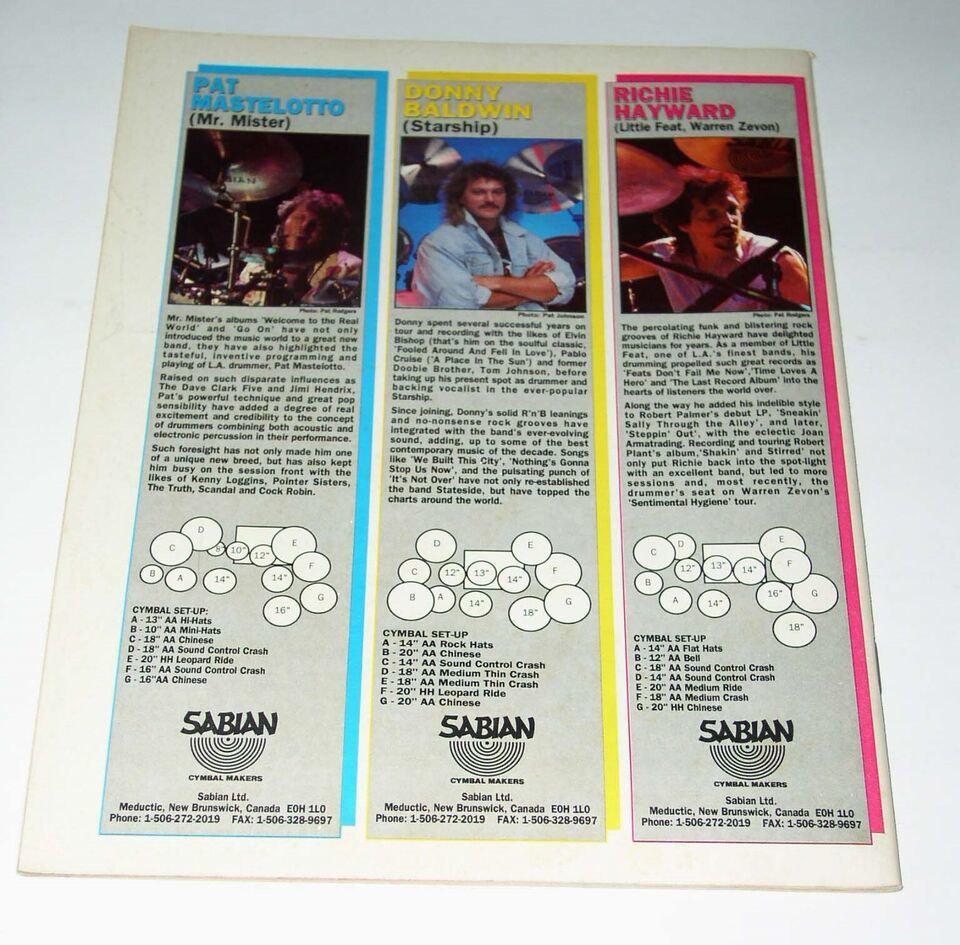 PAT
MASTELOTTO
(Mr. Mister)
SABIAN
Photo: Pat Rodgers
Mr. Mister's albums 'Welcome to the Real
World' and 'Go On' have not only
introduced the music world to a great new
band, they have also highlighted the
tasteful, inventive programming and
playing of L.A. drummer, Pat Mastelotto.
Raised on such disparate influences as
The Dave Clark Five and Jimi Hendrix,
Pat's powerful technique and great pop
sensibility have added a degree of real
excitement and credibility to the concept
of drummers combining both acoustic and
electronic percussion in their performance.
Such foresight has not only made him one
of a unique new breed, but has also kept
him busy on the session front with the
likes of Kenny Loggins, Pointer Sisters,
The Truth, Scandal and Cock Robin.
D
C 8" 10" 12" E
F
B A 14" 14"
G
16"
CYMBAL SET-UP:
A - 13" AA Hi-Hats
B - 10" AA Mini-Hats
C - 18" AA Chinese
D - 18" AA Sound Control Crash
E - 20" HH Leopard Ride
F - 16" AA Sound Control Crash
G - 16"AA Chinese
SABIAN
CYMBAL MAKERS
Sabian Ltd.
Meductic, New Brunswick, Canada E0H 1L0
Phone: 1-506-272-2019 FAX: 1-506-328-9697
DONNY
BALDWIN
(Starship)
SABIAN
Photo: Pat Johnson
Donny spent several successful years on
tour and recording with the likes of Elvin
Bishop (that's him on the soulful classic,
'Fooled Around And Fell In Love'), Pablo
Cruise ('A Place In The Sun') and former
Doobie Brother, Tom Johnson, before
taking up his present spot as drummer and
backing vocalist in the ever-popular
Starship.
Since joining, Donny's solid R'n'B leanings
and no-nonsense rock grooves have
integrated with the band's ever-evolving
sound, adding, up to some of the best
contemporary music of the decade. Songs
like 'We Built This City', 'Nothing's Gonna
Stop Us Now', and the pulsating punch of
'It's Not Over' have not only re-established
the band Stateside, but have topped the
charts around the world.
D E
C 12" 13" 14" F
B A 14" G
18"
CYMBAL SET-UP
A - 14" AA Rock Hats
B - 20" AA Chinese
C - 14" AA Sound Control Crash
D - 18" AA Medium Thin Crash
E - 18" AA Medium Thin Crash
F - 20" HH Leopard Ride
G - 20" AA Chinese
SABIAN
CYMBAL MAKERS
Sabian Ltd.
Meductic, New Brunswick, Canada E0H 1L0
Phone: 1-506-272-2019 FAX: 1-506-328-9697
RICHIE
HAYWARD
(Little Feat, Warren Zevon)
Photo: Pat Rodgers
The percolating funk and blistering rock
grooves of Richie Hayward have delighted
musicians for years. As a member of Little
Feat, one of L.A.'s finest bands, his
drumming propelled such great records as
'Feats Don't Fail Me Now','Time Loves A
Hero' and 'The Last Record Album' into the
hearts of listeners the world over.
Along the way he added his indelible style
to Robert Palmer's debut LP, 'Sneakin'
Sally Through the Alley', and later,
'Steppin' Out', with the eclectic Joan
Armatrading. Recording and touring Robert
Plant's album,'Shakin' and Stirred' not
only put Richie back into the spot-light
with an excellent band, but led to more
sessions and, most recently, the
drummer's seat on Warren Zevon's
'Sentimental Hygiene' tour.
C D E
12" 13" 14" F
B
A 14" 16" G
18"
CYMBAL SET-UP
A - 14" AA Flat Hats
B - 12" AA Bell
C - 18" AA Sound Control Crash
D - 14" AA Sound Control Crash
E - 20" AA Medium Ride
F - 18" AA Medium Crash
G - 20" HH Chinese
SABIAN
CYMBAL MAKERS
Sabian Ltd.
Meductic, New Brunswick, Canada E0H 1L0
Phone: 1-506-272-2019 FAX: 1-506-328-9697